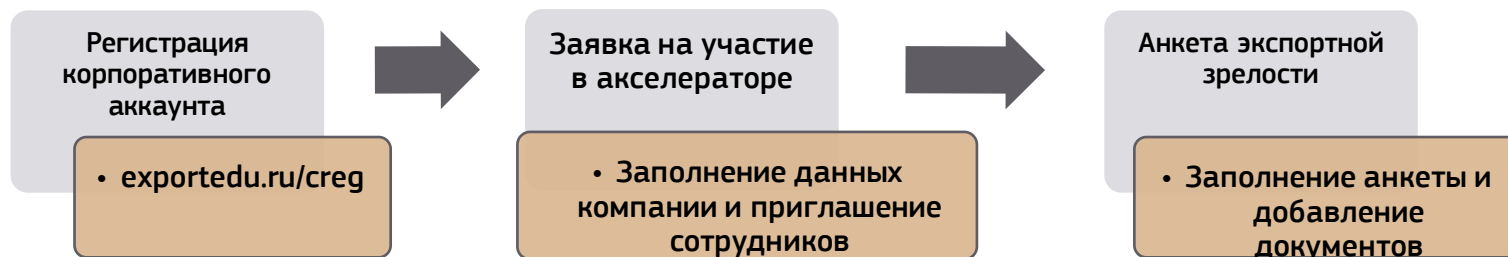 Регистрация
корпоративного
аккаунта
• exportedu.ru/creg
Заявка на участие
в акселераторе
• Заполнение данных
компании и приглашение
сотрудников
Анкета экспортной
зрелости
• Заполнение анкеты и
добавление
документов